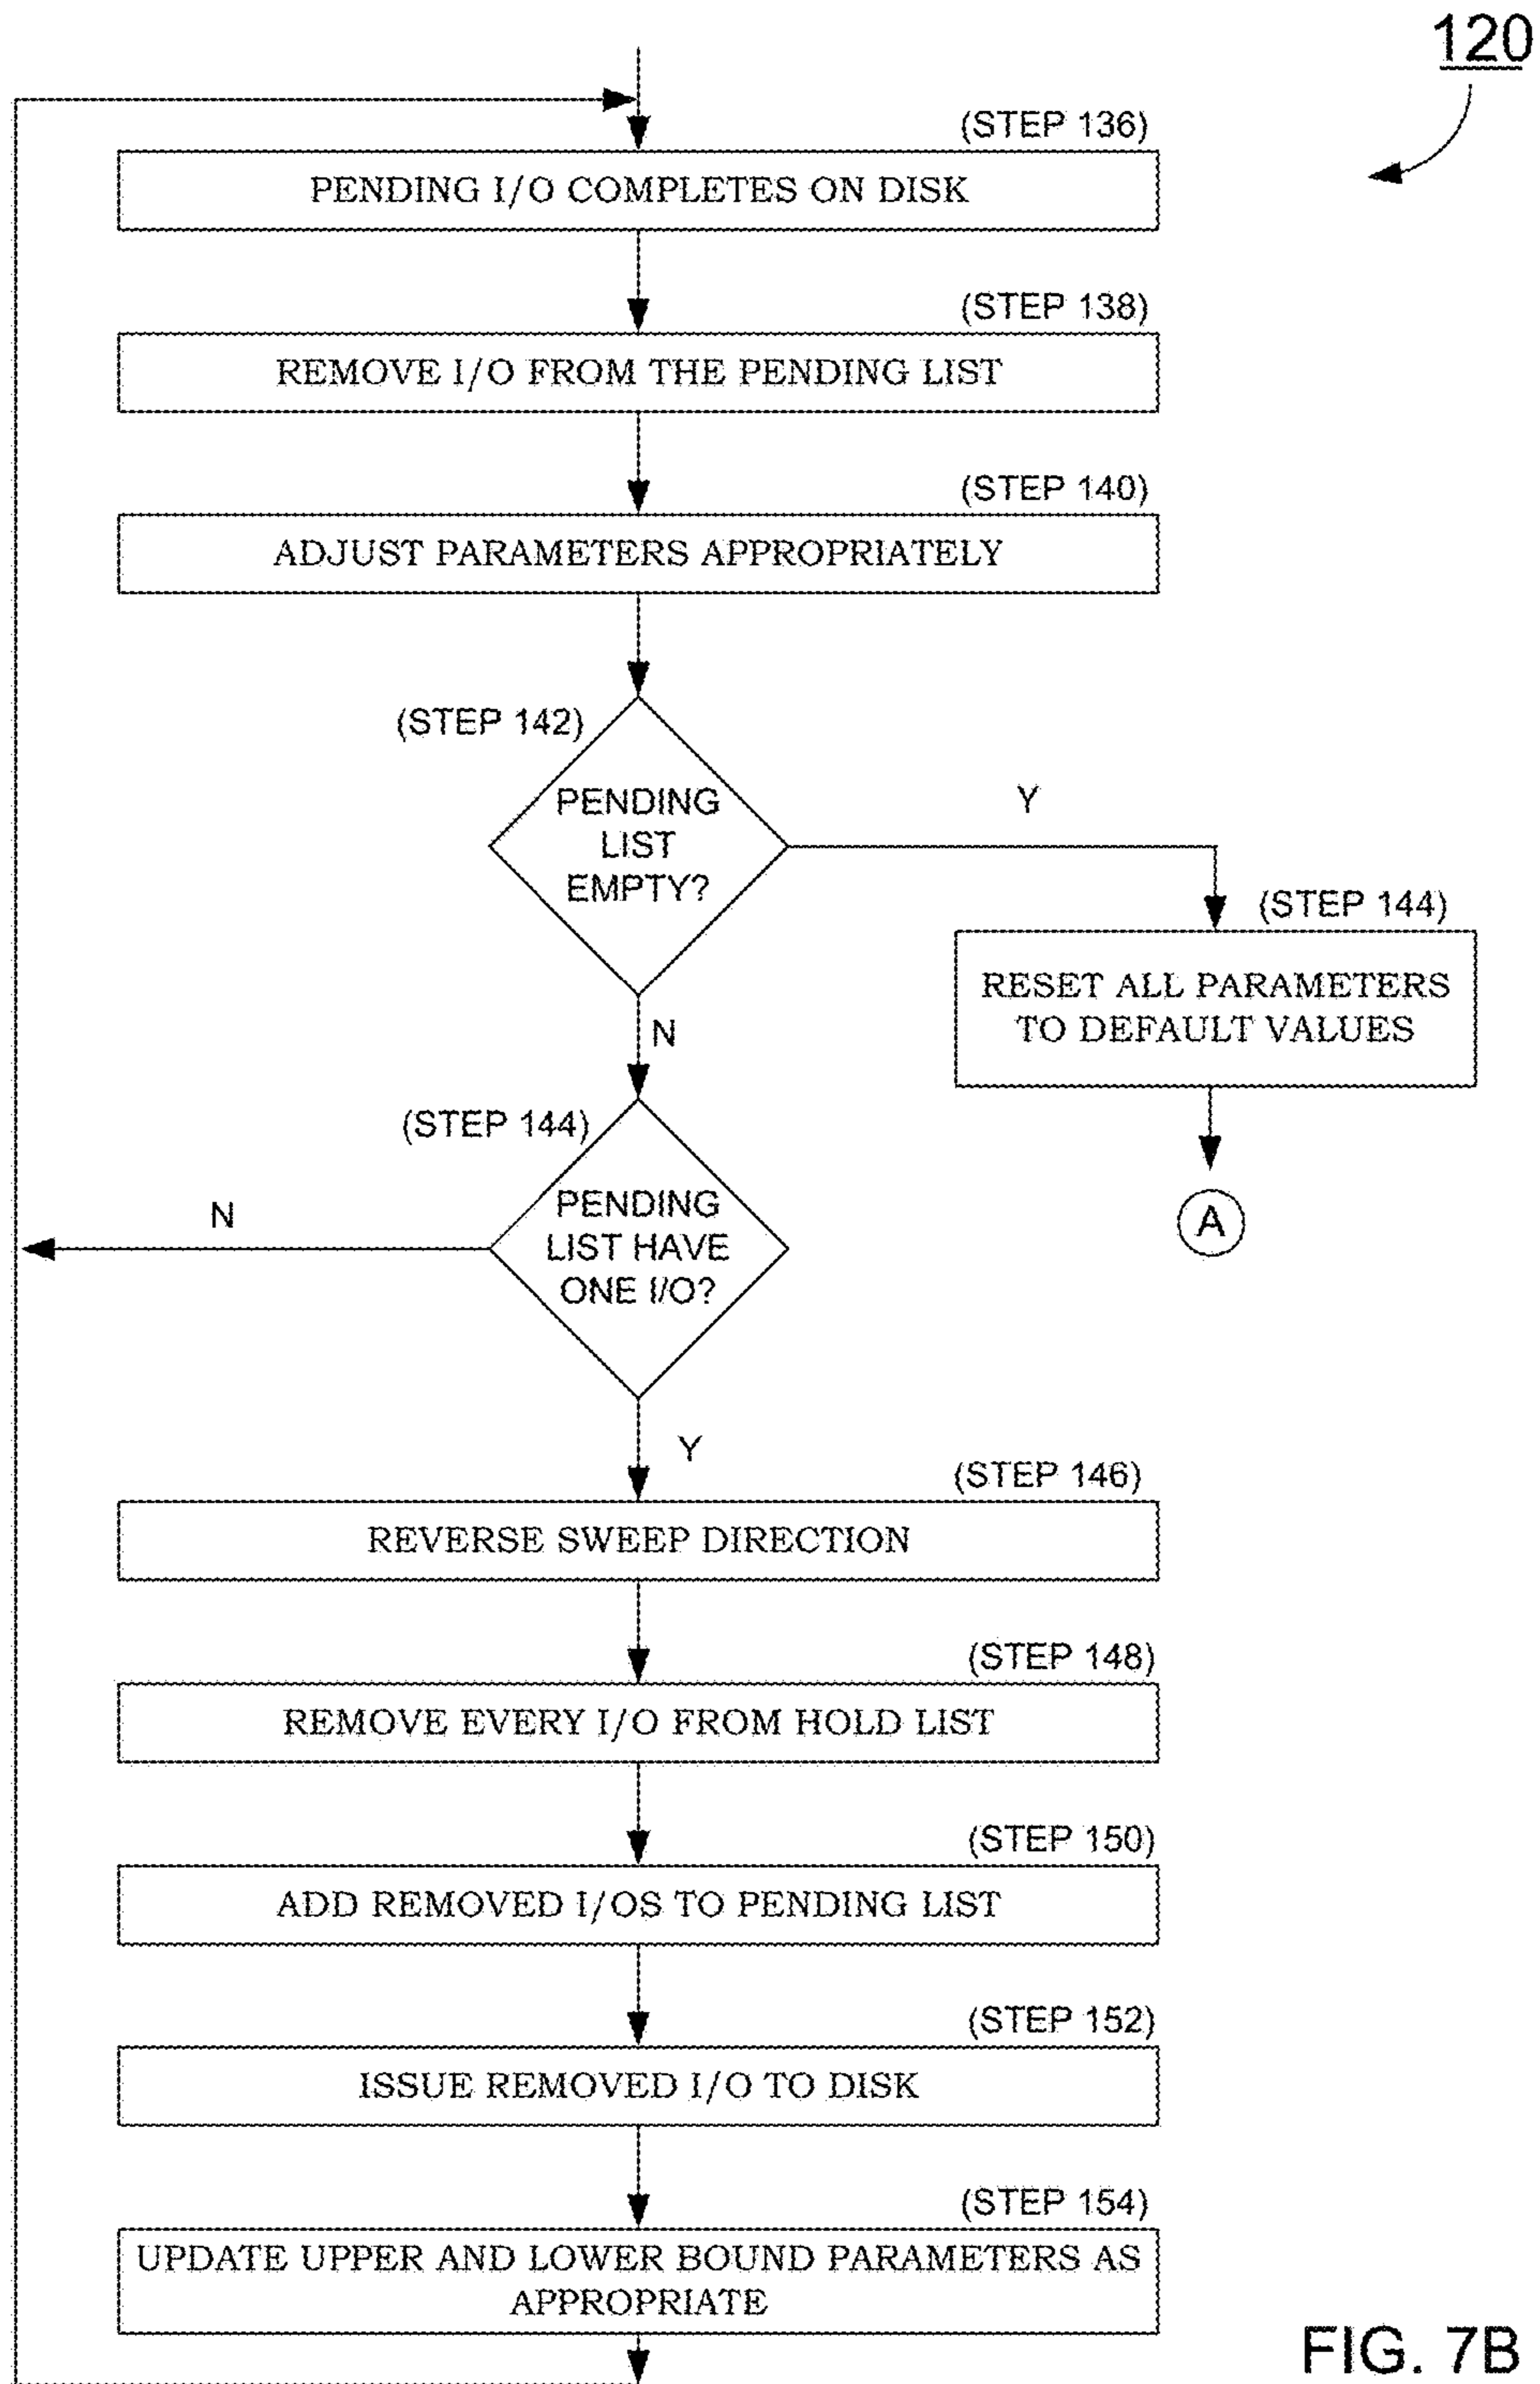 120
(STEP 136)
PENDING I/O COMPLETES ON DISK
(STEP 138)
REMOVE I/O FROM THE PENDING LIST
(STEP 140)
ADJUST PARAMETERS APPROPRIATELY
(STEP 142)
PENDING
LIST
EMPTY?
Y
(STEP 144)
RESET ALL PARAMETERS
TO DEFAULT VALUES
A
N
(STEP 144)
PENDING
LIST HAVE
ONE I/O?
N
Y
(STEP 146)
REVERSE SWEEP DIRECTION
(STEP 148)
REMOVE EVERY I/O FROM HOLD LIST
(STEP 150)
ADD REMOVED I/OS TO PENDING LIST
(STEP 152)
ISSUE REMOVED I/O TO DISK
(STEP 154)
UPDATE UPPER AND LOWER BOUND PARAMETERS AS
APPROPRIATE
FIG. 7B